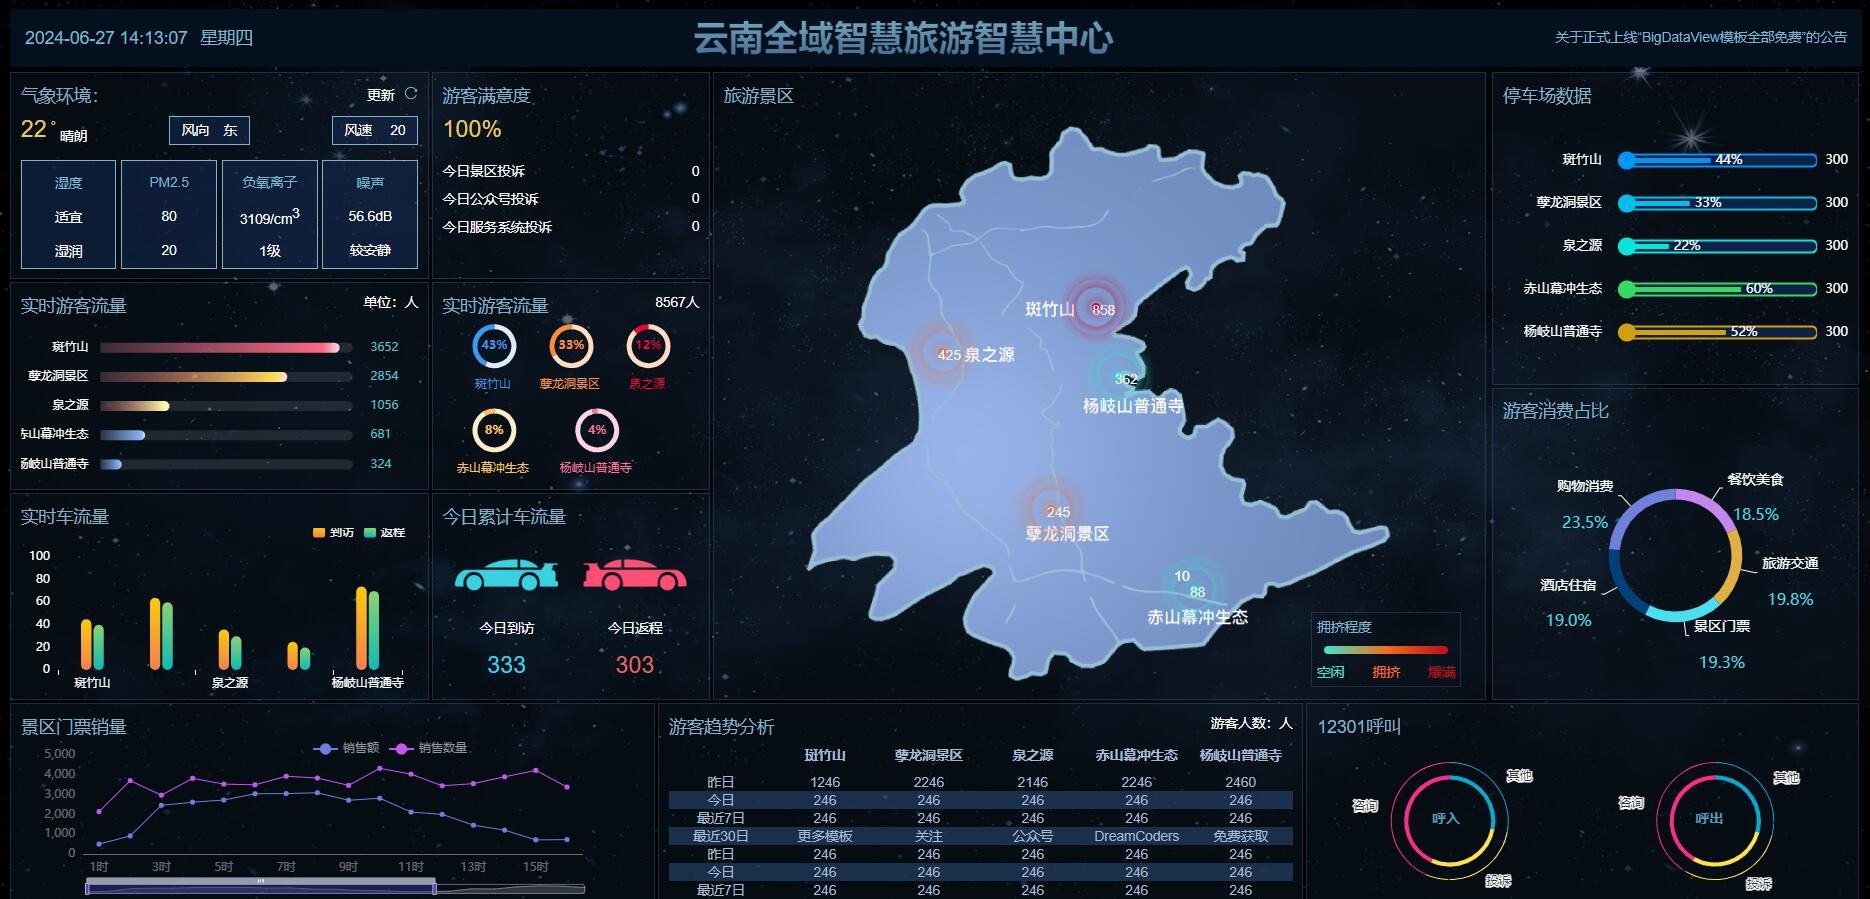 2024-06-27 14:13:07 星期四
云南全域智慧旅游智慧中心
关于正式上线“BigDataView模板全部免费”的公告
气象环境:
更新
22° 晴朗
风向 东
风速 20
湿度
适宜
湿润
PM2.5
80
20
负氧离子
3109/cm3
1级
噪声
56.6dB
较安静
游客满意度
100%
今日景区投诉 0
今日公众号投诉 0
今日服务系统投诉 0
实时游客流量
单位：人
斑竹山 3652
孽龙洞景区 2854
泉之源 1056
赤山幕冲生态 681
杨岐山普通寺 324
实时游客流量
8567人
43%
斑竹山
33%
孽龙洞景区
12%
泉之源
8%
赤山幕冲生态
4%
杨岐山普通寺
实时车流量
到访 返程
100
80
60
40
20
0
斑竹山 泉之源 杨岐山普通寺
今日累计车流量
今日到访
333
今日返程
303
旅游景区
斑竹山 858
425 泉之源
362
杨岐山普通寺
245
孽龙洞景区
10
88
赤山幕冲生态
拥挤程度
空闲 拥挤 爆满
停车场数据
斑竹山 44% 300
孽龙洞景区 33% 300
泉之源 22% 300
赤山幕冲生态 60% 300
杨岐山普通寺 52% 300
游客消费占比
购物消费
23.5%
餐饮美食
18.5%
旅游交通
19.8%
酒店住宿
19.0%
景区门票
19.3%
景区门票销量
销售额 销售数量
5,000
4,000
3,000
2,000
1,000
0
1时 3时 5时 7时 9时 11时 13时 15时
游客趋势分析
游客人数：人
斑竹山 孽龙洞景区 泉之源 赤山幕冲生态 杨岐山普通寺
昨日 1246 2246 2146 2246 2460
今日 246 246 246 246 246
最近7日 246 246 246 246 246
最近30日 更多模板 关注 公众号 DreamCoders 免费获取
昨日 246 246 246 246 246
今日 246 246 246 246 246
最近7日 246 246 246 246 246
12301呼叫
呼入
其他
咨询
投诉
呼出
其他
咨询
投诉